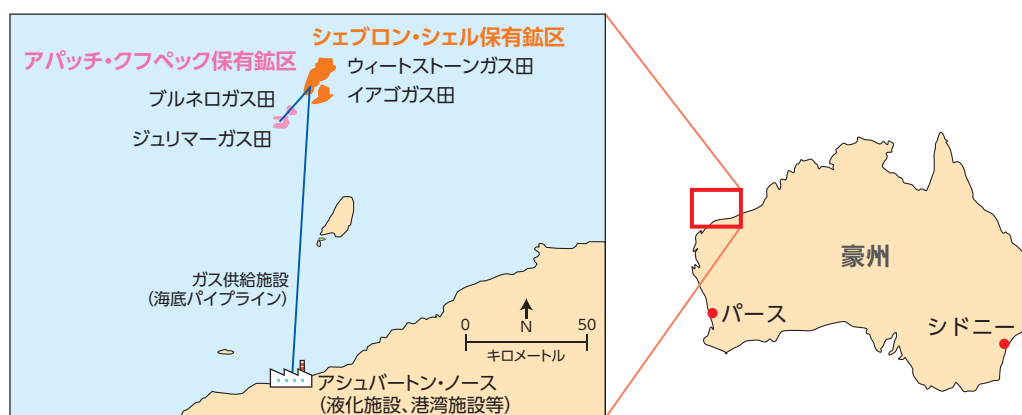 シェブロン・シェル保有鉱区
アパッチ・クフペック保有鉱区
ウィートストーンガス田
ブルネロガス田
イアゴガス田
ジュリマーガス田
ガス供給施設
(海底パイプライン)
N
0 50
キロメートル
アシュバートン・ノース
(液化施設、港湾施設等)
豪州
パース
シドニー